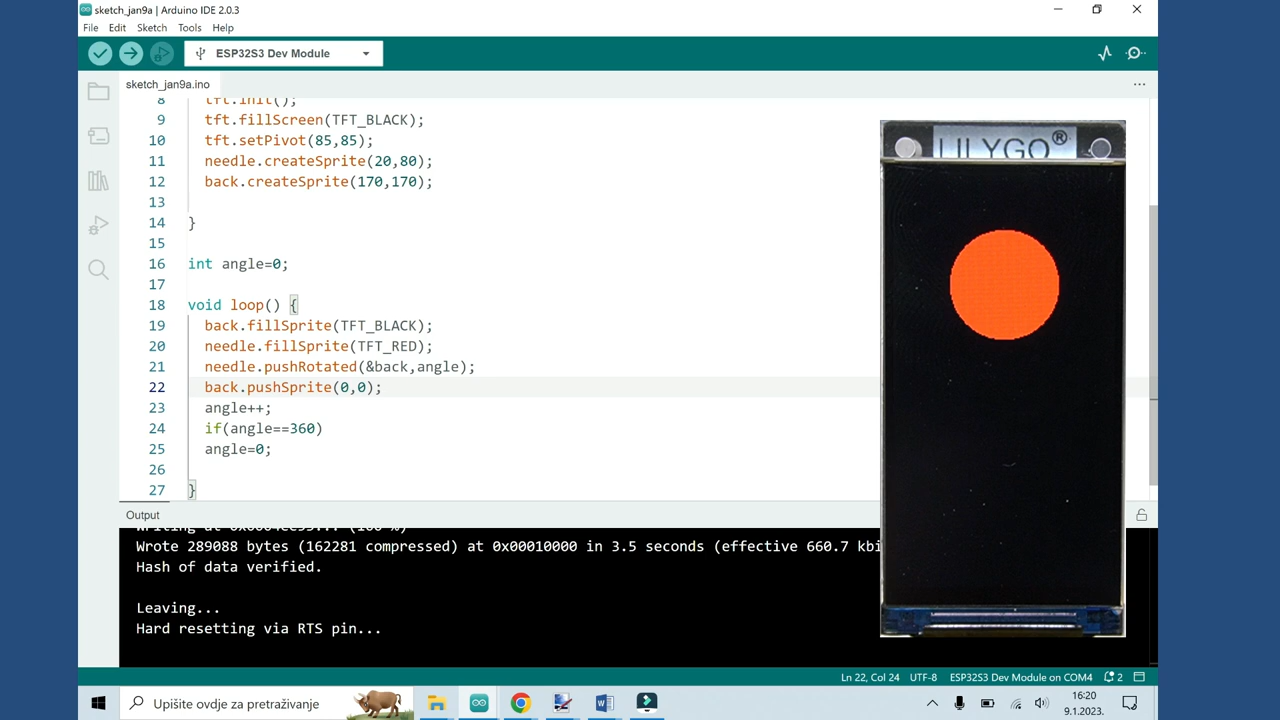 sketch_jan9a | Arduino IDE 2.0.3
File Edit Sketch Tools Help
ESP32S3 Dev Module
sketch_jan9a.ino
8 tft.init();
9 tft.fillScreen(TFT_BLACK);
10 tft.setPivot(85,85);
11 needle.createSprite(20,80);
12 back.createSprite(170,170);
13
14 }
15
16 int angle=0;
17
18 void loop() {
19 back.fillSprite(TFT_BLACK);
20 needle.fillSprite(TFT_RED);
21 needle.pushRotated(&back,angle);
22 back.pushSprite(0,0);
23 angle++;
24 if(angle==360)
25 angle=0;
26
27 }
LILYGO®
Output
Wrote 289088 bytes (162281 compressed) at 0x00010000 in 3.5 seconds (effective 660.7 kbi
Hash of data verified.
Leaving...
Hard resetting via RTS pin...
Ln 22, Col 24 UTF-8 ESP32S3 Dev Module on COM4 2
Upišite ovdje za pretraživanje
16:20
9.1.2023.